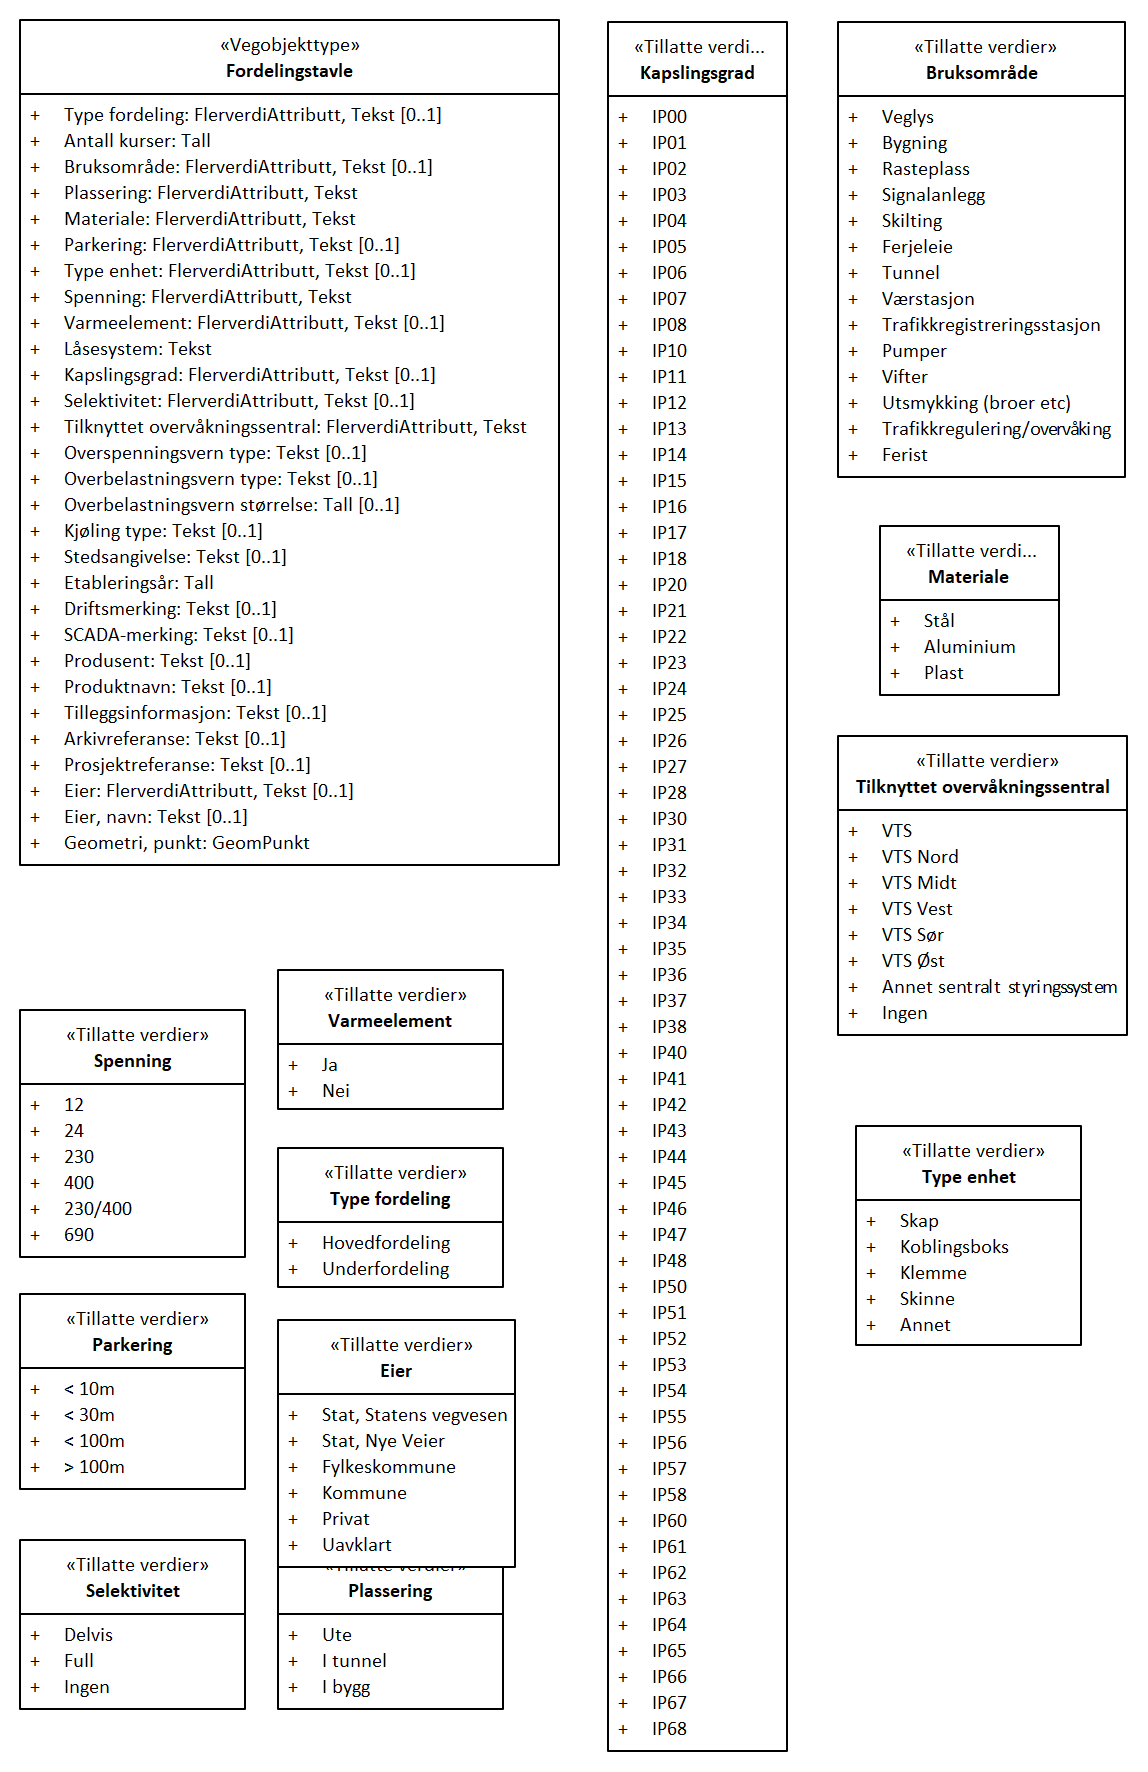 «Vegobjekttype»
Fordelingstavle
+ Type fordeling: FlerverdiAttributt, Tekst [0..1]
+ Antall kurser: Tall
+ Bruksområde: FlerverdiAttributt, Tekst [0..1]
+ Plassering: FlerverdiAttributt, Tekst
+ Materiale: FlerverdiAttributt, Tekst
+ Parkering: FlerverdiAttributt, Tekst [0..1]
+ Type enhet: FlerverdiAttributt, Tekst [0..1]
+ Spenning: FlerverdiAttributt, Tekst
+ Varmeelement: FlerverdiAttributt, Tekst [0..1]
+ Låsesystem: Tekst
+ Kapslingsgrad: FlerverdiAttributt, Tekst [0..1]
+ Selektivitet: FlerverdiAttributt, Tekst [0..1]
+ Tilknyttet overvåkningssentral: FlerverdiAttributt, Tekst
+ Overspenningsvern type: Tekst [0..1]
+ Overbelastningsvern type: Tekst [0..1]
+ Overbelastningsvern størrelse: Tall [0..1]
+ Kjøling type: Tekst [0..1]
+ Stedsangivelse: Tekst [0..1]
+ Etableringsår: Tall
+ Driftsmerking: Tekst [0..1]
+ SCADA-merking: Tekst [0..1]
+ Produsent: Tekst [0..1]
+ Produktnavn: Tekst [0..1]
+ Tilleggsinformasjon: Tekst [0..1]
+ Arkivreferanse: Tekst [0..1]
+ Prosjektreferanse: Tekst [0..1]
+ Eier: FlerverdiAttributt, Tekst [0..1]
+ Eier, navn: Tekst [0..1]
+ Geometri, punkt: GeomPunkt
«Tillatte verdier»
Spenning
+ 12
+ 24
+ 230
+ 400
+ 230/400
+ 690
«Tillatte verdier»
Parkering
+ < 10m
+ < 30m
+ < 100m
+ > 100m
«Tillatte verdier»
Selektivitet
+ Delvis
+ Full
+ Ingen
«Tillatte verdier»
Varmeelement
+ Ja
+ Nei
«Tillatte verdier»
Type fordeling
+ Hovedfordeling
+ Underfordeling
«Tillatte verdier»
Eier
+ Stat, Statens vegvesen
+ Stat, Nye Veier
+ Fylkeskommune
+ Kommune
+ Privat
+ Uavklart
«Tillatte verdier»
Plassering
+ Ute
+ I tunnel
+ I bygg
«Tillatte verdi...
Kapslingsgrad
+ IP00
+ IP01
+ IP02
+ IP03
+ IP04
+ IP05
+ IP06
+ IP07
+ IP08
+ IP10
+ IP11
+ IP12
+ IP13
+ IP14
+ IP15
+ IP16
+ IP17
+ IP18
+ IP20
+ IP21
+ IP22
+ IP23
+ IP24
+ IP25
+ IP26
+ IP27
+ IP28
+ IP30
+ IP31
+ IP32
+ IP33
+ IP34
+ IP35
+ IP36
+ IP37
+ IP38
+ IP40
+ IP41
+ IP42
+ IP43
+ IP44
+ IP45
+ IP46
+ IP47
+ IP48
+ IP50
+ IP51
+ IP52
+ IP53
+ IP54
+ IP55
+ IP56
+ IP57
+ IP58
+ IP60
+ IP61
+ IP62
+ IP63
+ IP64
+ IP65
+ IP66
+ IP67
+ IP68
«Tillatte verdier»
Bruksområde
+ Veglys
+ Bygning
+ Rasteplass
+ Signalanlegg
+ Skilting
+ Ferjeleie
+ Tunnel
+ Værstasjon
+ Trafikkregistreringsstasjon
+ Pumper
+ Vifter
+ Utsmykking (broer etc)
+ Trafikkregulering/overvåking
+ Ferist
«Tillatte verdi...
Materiale
+ Stål
+ Aluminium
+ Plast
«Tillatte verdier»
Tilknyttet overvåkningssentral
+ VTS
+ VTS Nord
+ VTS Midt
+ VTS Vest
+ VTS Sør
+ VTS Øst
+ Annet sentralt styringssystem
+ Ingen
«Tillatte verdier»
Type enhet
+ Skap
+ Koblingsboks
+ Klemme
+ Skinne
+ Annet